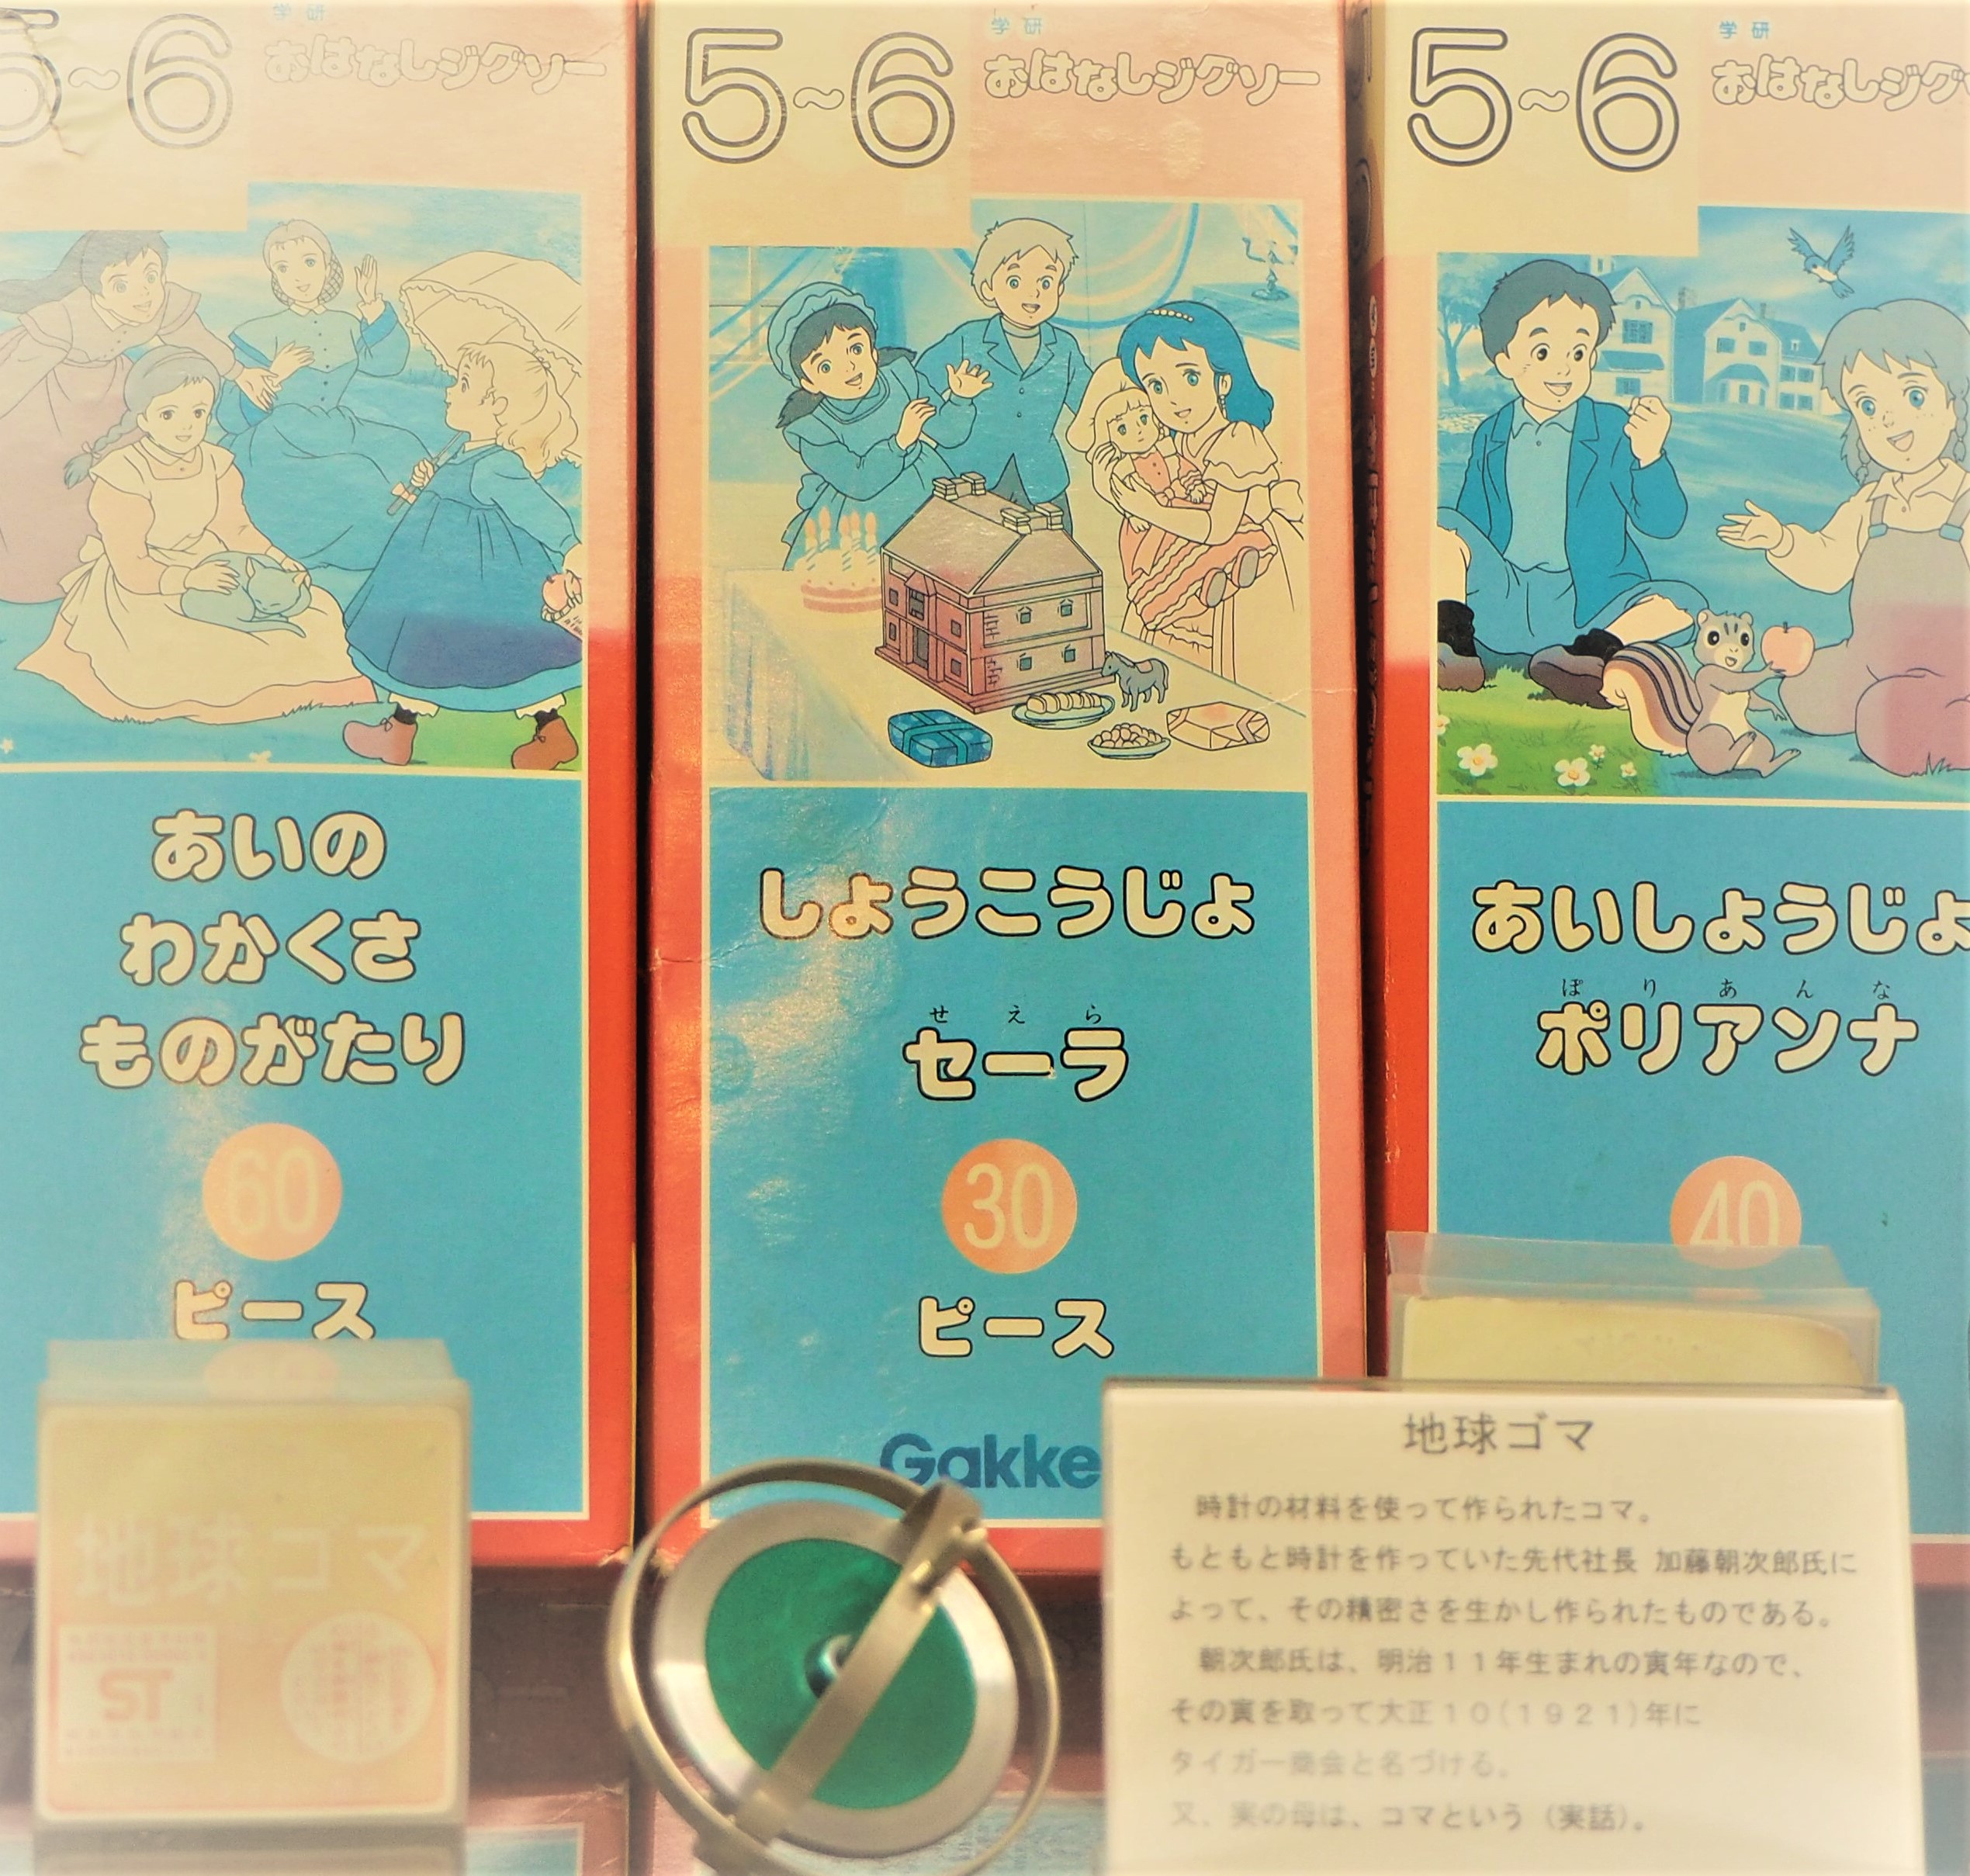 5~6
学研
おはなしジグソー
あいの
わかくさ
ものがたり
60
ピース
5~6
学研
おはなしジグソー
しょうこうじょ
せえら
セーラ
30
ピース
Gakke
5~6
学研
おはなしジグ
あいしょうじょ
ぽりあんな
ポリアンナ
40
地球ゴマ
ST
地球ゴマ
時計の材料を使って作られたコマ。
もともと時計を作っていた先代社長 加藤朝次郎氏に
よって、その精密さを生かし作られたものである。
朝次郎氏は、明治11年生まれの寅年なので、
その寅を取って大正10(1921)年に
タイガー商会と名づける。
又、実の母は、コマという(実話)。